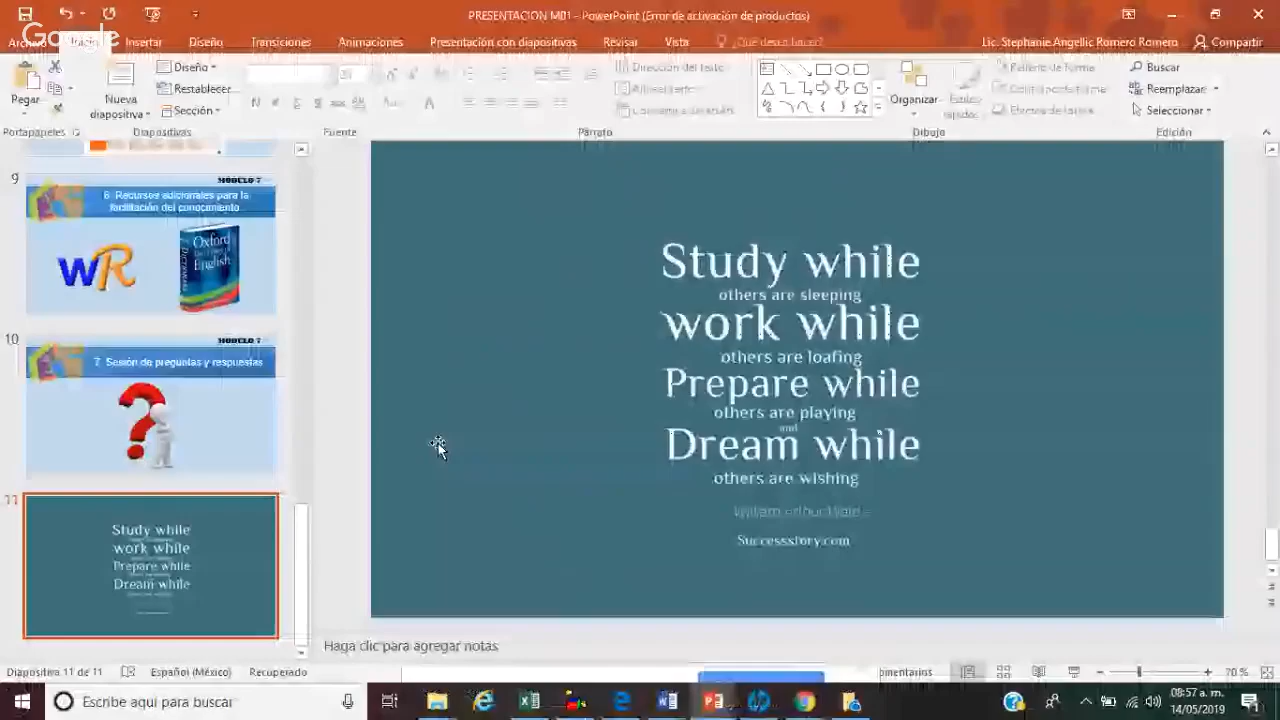 PRESENTACION M01 - PowerPoint (Error de activación de productos)
Google
Archivo
Insertar
Diseño
Transiciones
Animaciones
Presentación con diapositivas
Revisar
Vista
¿Qué desea hacer?
Lic. Stephanie Angellic Romero Romero
Compartir
Pegar
Nueva
diapositiva
Diseño
Restablecer
Sección
Dirección del texto
Organizar
Estilos
rápidos
Relleno de forma
Contorno de forma
Efectos de forma
Buscar
Reemplazar
Seleccionar
Portapapeles
Diapositivas
Fuente
Párrafo
Dibujo
Edición
9
6. Recursos adicionales para la
facilitación del conocimiento
WR
Oxford
Dictionary of
English
10
7. Sesión de preguntas y respuestas
?
11
Study while
work while
Prepare while
Dream while
Study while
others are sleeping
work while
others are loafing
Prepare while
others are playing
and
Dream while
others are wishing
Successstory.com
Haga clic para agregar notas
Diapositiva 11 de 11
Español (México)
Recuperado
70 %
Escribe aquí para buscar
08:57 a. m.
14/05/2019